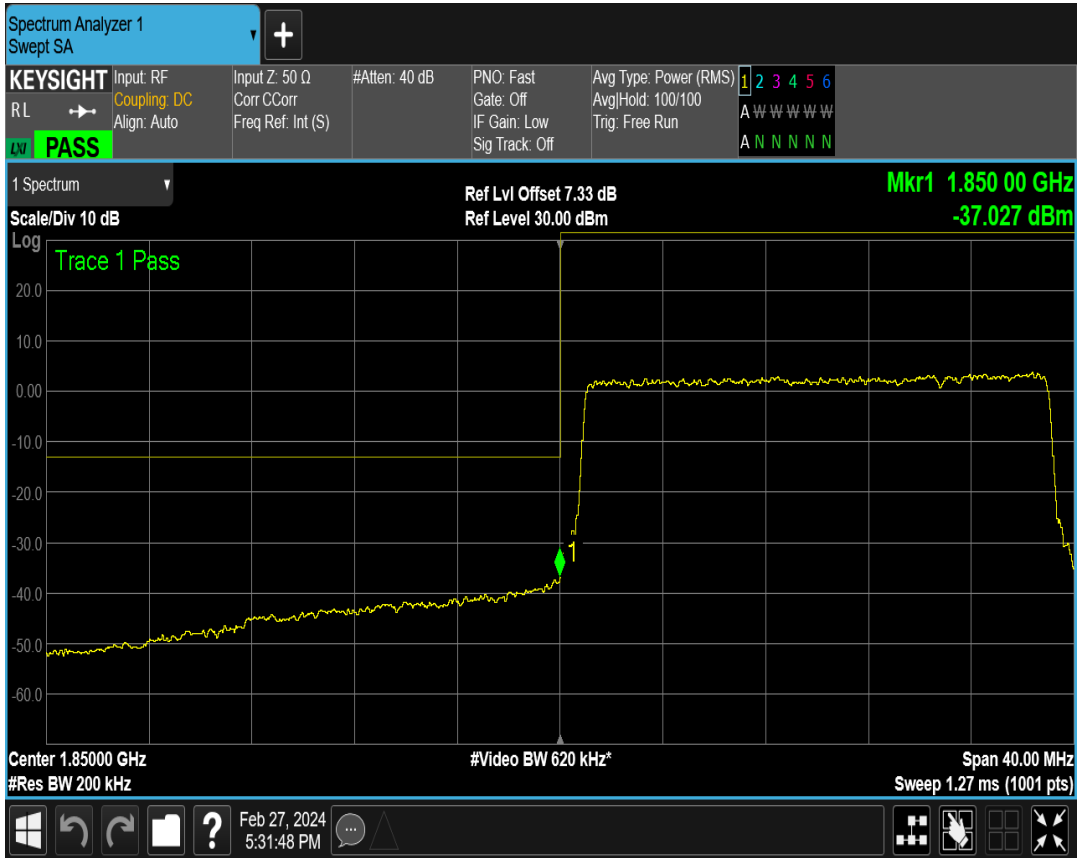 Spectrum Analyzer 1
Swept SA
+
KEYSIGHT Input: RF Input Z: 50 Ω #Atten: 40 dB PNO: Fast Avg Type: Power (RMS) 1 2 3 4 5 6
R L Coupling: DC Corr CCorr Gate: Off Avg|Hold: 100/100 A W W W W W
Align: Auto Freq Ref: Int (S) IF Gain: Low Trig: Free Run
LXI PASS Sig Track: Off A N N N N N
1 Spectrum Ref Lvl Offset 7.33 dB Mkr1 1.850 00 GHz
Scale/Div 10 dB Ref Level 30.00 dBm -37.027 dBm
Log
Trace 1 Pass
20.0
10.0
0.00
-10.0
-20.0
-30.0
1
-40.0
-50.0
-60.0
Center 1.85000 GHz #Video BW 620 kHz* Span 40.00 MHz
#Res BW 200 kHz Sweep 1.27 ms (1001 pts)
? Feb 27, 2024
5:31:48 PM